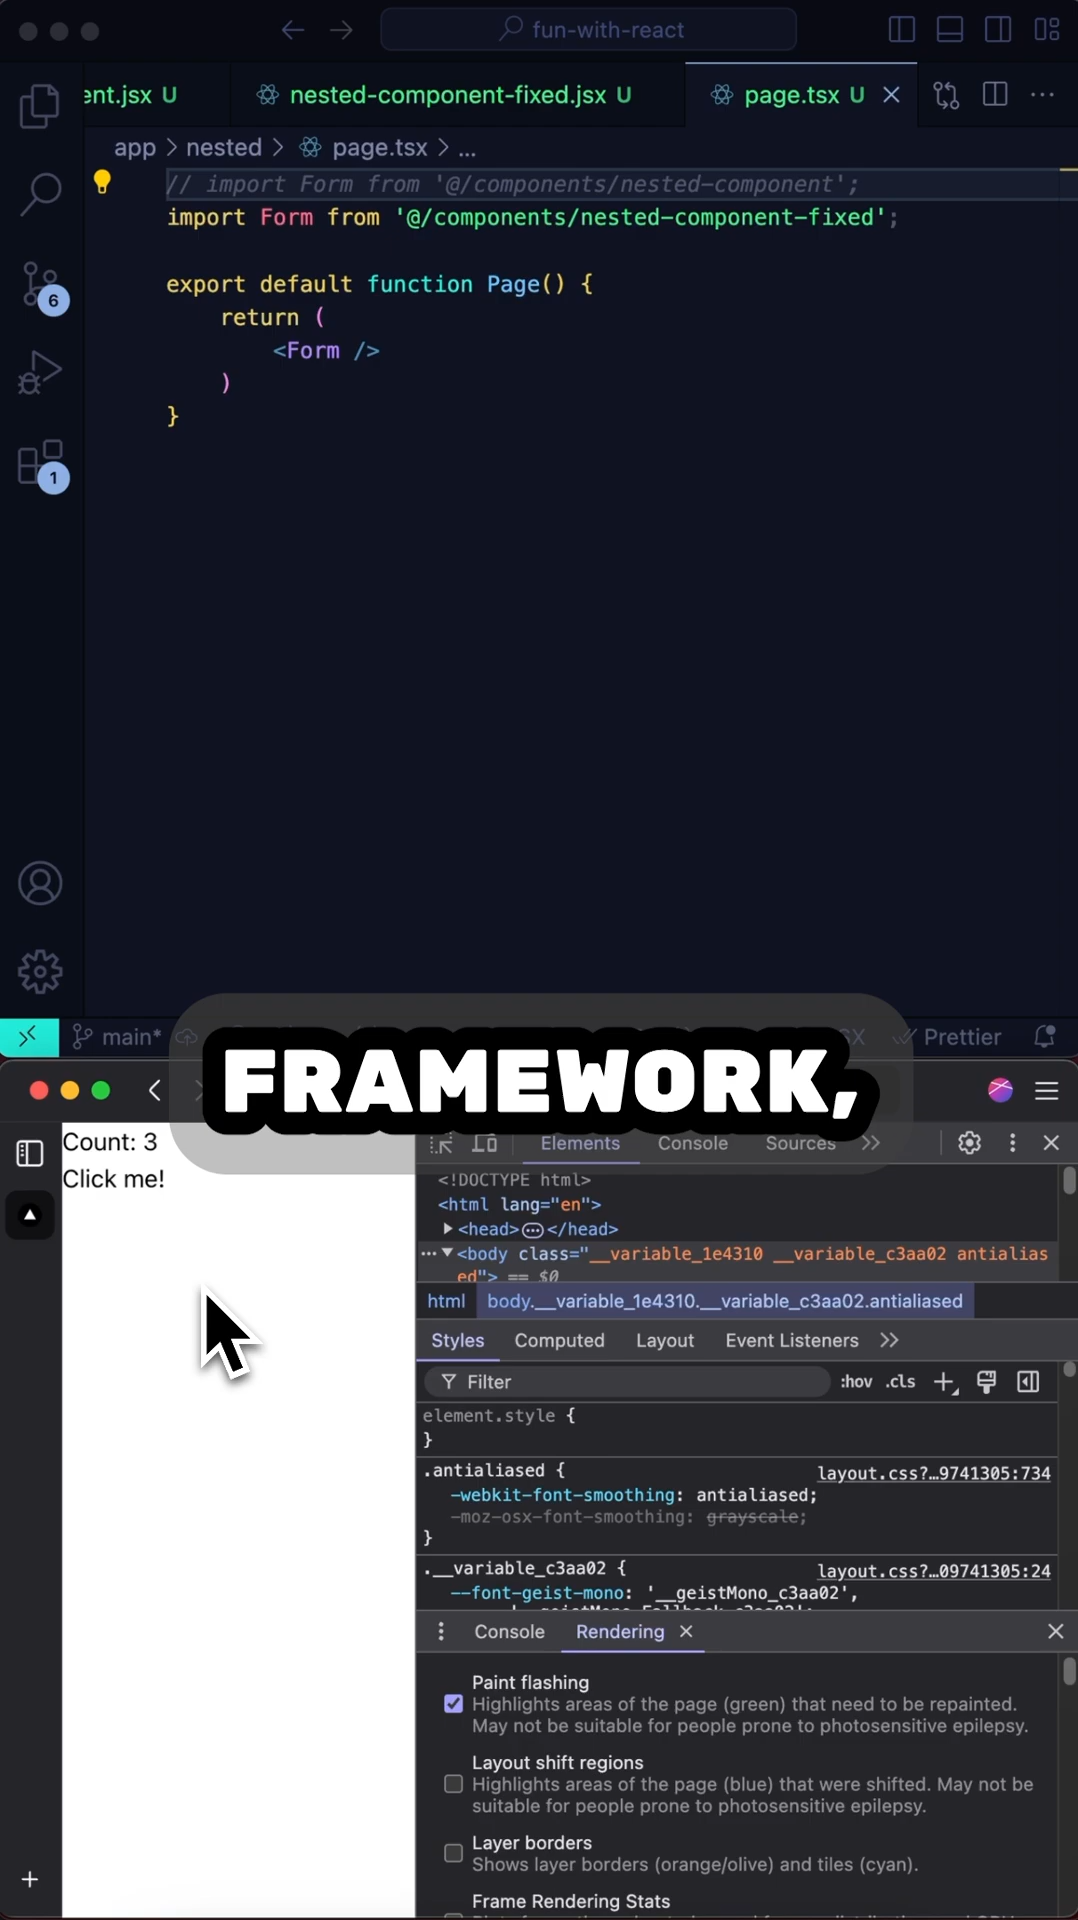 fun-with-react
ent.jsx U
nested-component-fixed.jsx U
page.tsx U
app > nested > page.tsx > ...
// import Form from '@/components/nested-component';
import Form from '@/components/nested-component-fixed';
export default function Page() {
return (
<Form />
)
}
6
1
main*
Prettier
FRAMEWORK,
Count: 3
Click me!
Elements Console Sources
<!DOCTYPE html>
<html lang="en">
<head> </head>
<body class="__variable_1e4310 __variable_c3aa02 antialias
ed"> == $0
html body.__variable_1e4310.__variable_c3aa02.antialiased
Styles Computed Layout Event Listeners
Filter :hov .cls
element.style {
}
.antialiased { layout.css?…9741305:734
-webkit-font-smoothing: antialiased;
-moz-osx-font-smoothing: grayscale;
}
.__variable_c3aa02 { layout.css?…09741305:24
--font-geist-mono: '__geistMono_c3aa02',
Console Rendering
Paint flashing
Highlights areas of the page (green) that need to be repainted.
May not be suitable for people prone to photosensitive epilepsy.
Layout shift regions
Highlights areas of the page (blue) that were shifted. May not be
suitable for people prone to photosensitive epilepsy.
Layer borders
Shows layer borders (orange/olive) and tiles (cyan).
Frame Rendering Stats